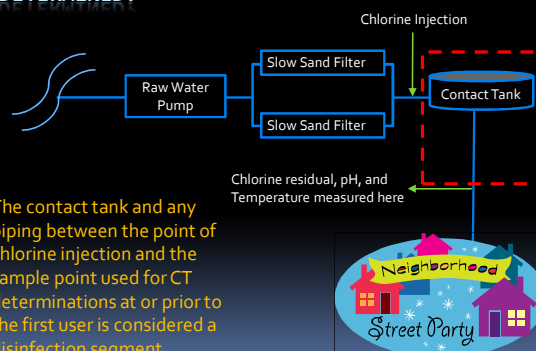 Chlorine Injection
Slow Sand Filter
Raw Water
Pump
Contact Tank
Slow Sand Filter
Chlorine residual, pH, and
Temperature measured here
The contact tank and any
piping between the point of
chlorine injection and the
sample point used for CT
determinations at or prior to
the first user is considered a
disinfection segment
Neighborhood
Street Party